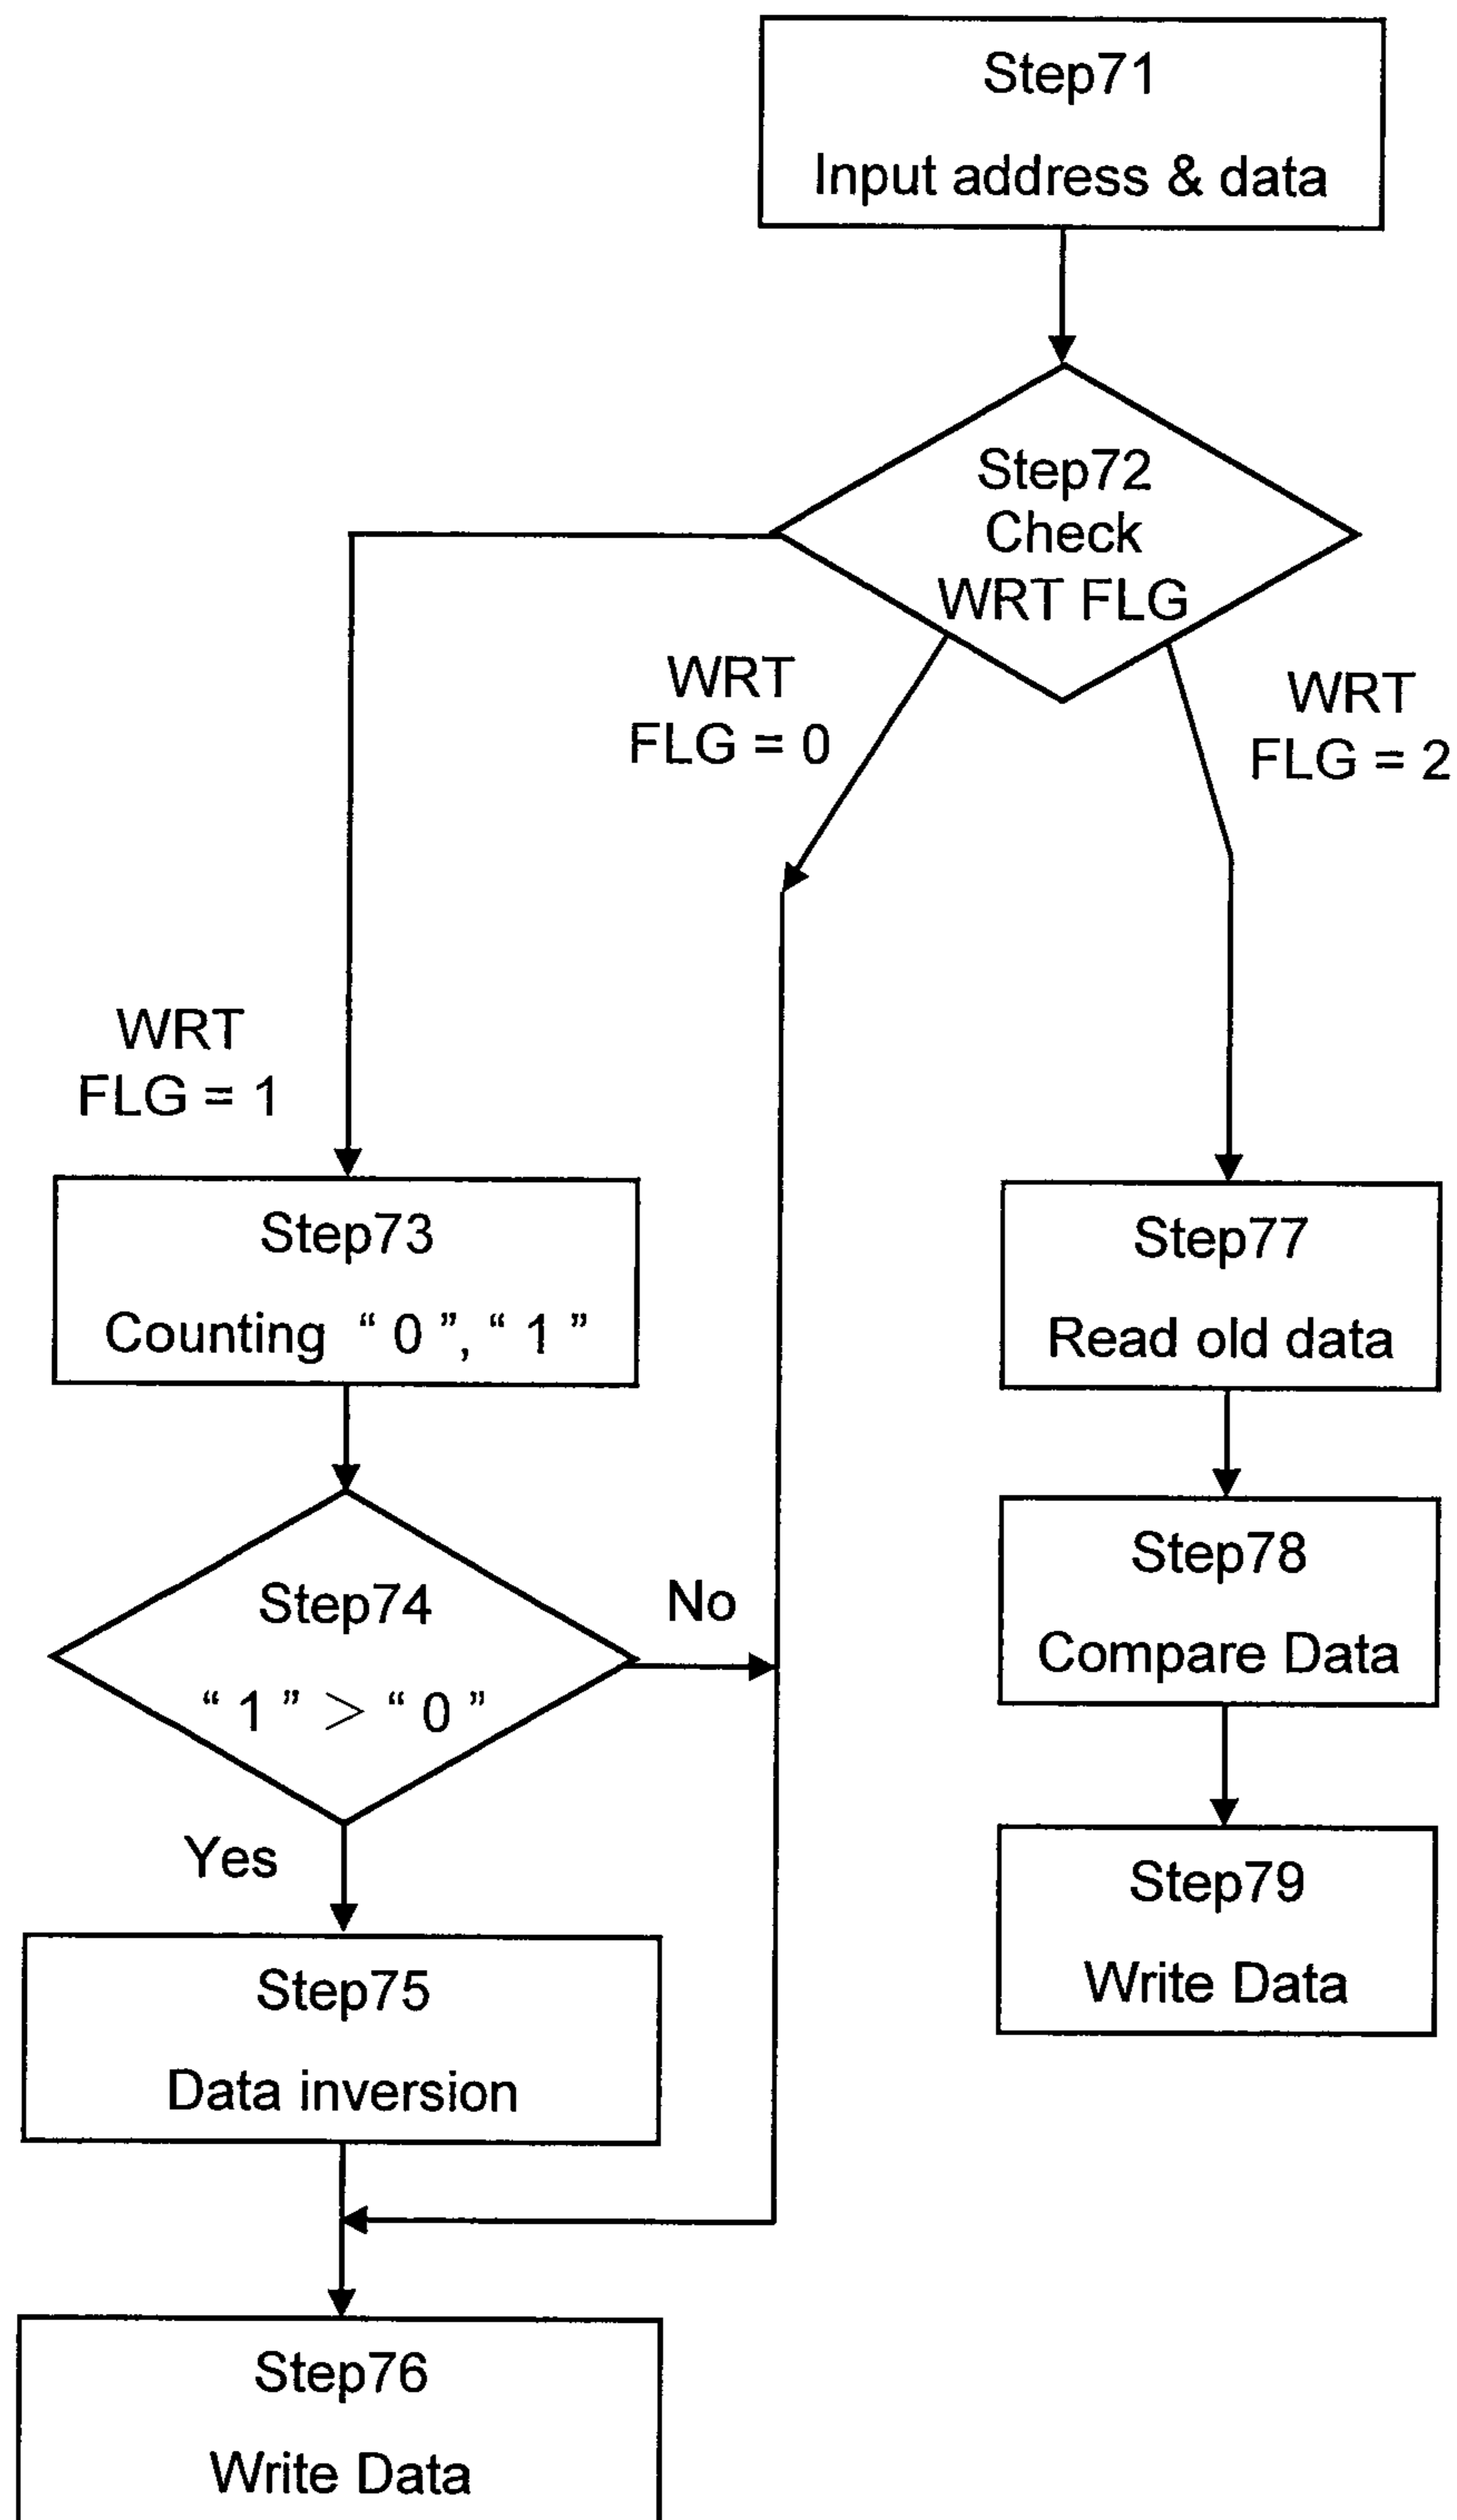 Step71
Input address & data
Step72
Check
WRT FLG
WRT
FLG = 0
WRT
FLG = 2
WRT
FLG = 1
Step73
Counting “ 0 ” , “ 1 ”
Step77
Read old data
Step74
“ 1 ” > “ 0 ”
No
Step78
Compare Data
Yes
Step79
Write Data
Step75
Data inversion
Step76
Write Data